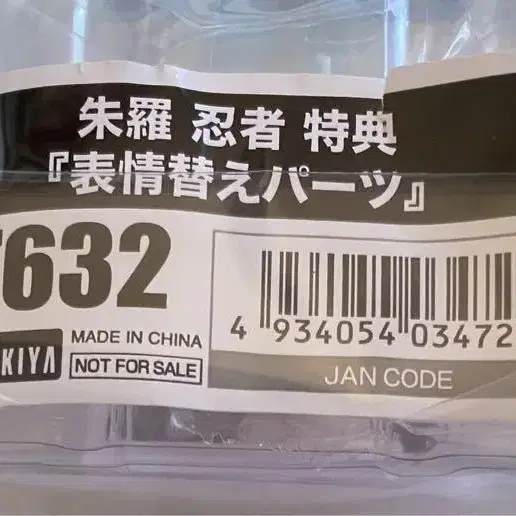 朱羅 忍者 特典
『表情替えパーツ』
632
KIYA
MADE IN CHINA
NOT FOR SALE
4 934054 03472
JAN CODE